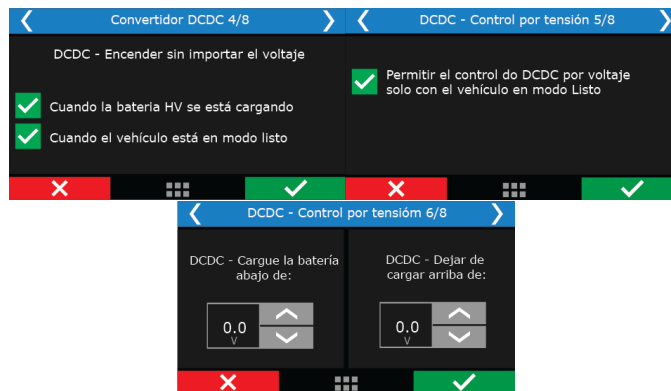 Convertidor DCDC 4/8
DCDC - Encender sin importar el voltaje
Cuando la bateria HV se está cargando
Cuando el vehículo está en modo listo
DCDC - Control por tensión 5/8
Permitir el control do DCDC por voltaje
solo con el vehículo en modo Listo
DCDC - Control por tensióm 6/8
DCDC - Cargue la batería
abajo de:
0.0
V
DCDC - Dejar de
cargar arriba de:
0.0
V